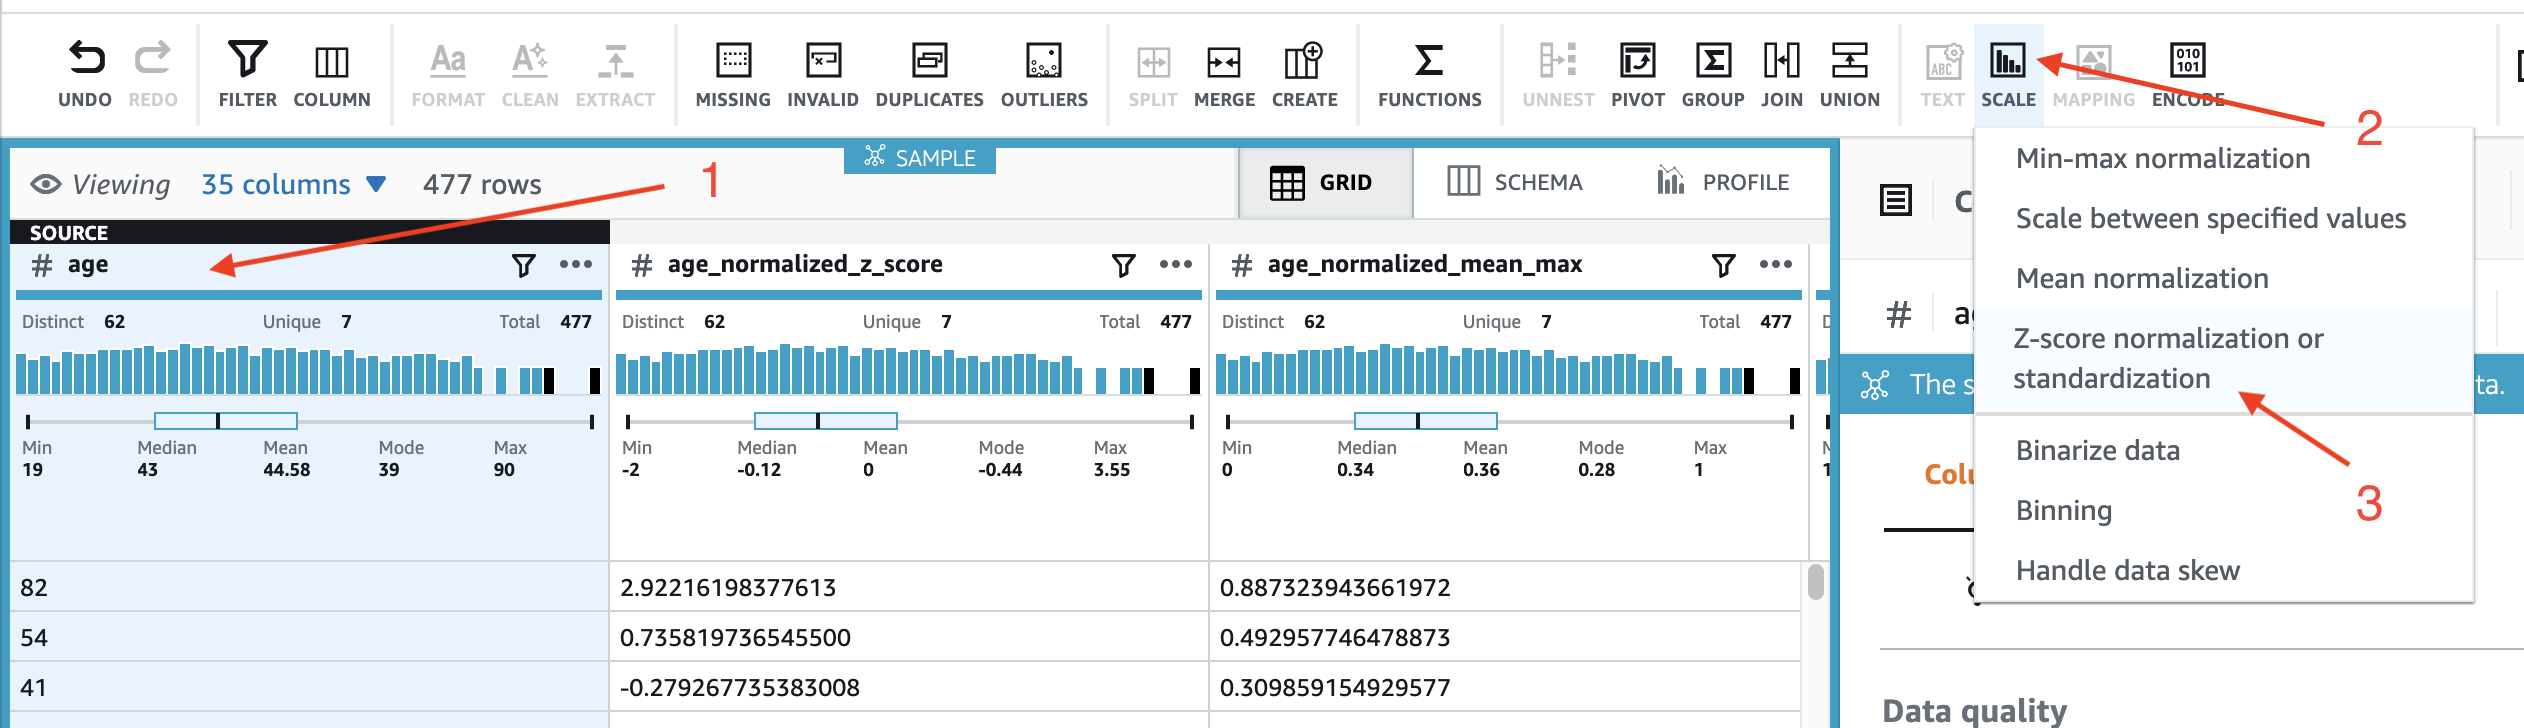 UNDO REDO FILTER COLUMN FORMAT CLEAN EXTRACT MISSING INVALID DUPLICATES OUTLIERS SPLIT MERGE CREATE FUNCTIONS UNNEST PIVOT GROUP JOIN UNION TEXT SCALE MAPPING ENCODE
2
Viewing 35 columns 477 rows
SAMPLE
1
GRID SCHEMA PROFILE
SOURCE
# age
Distinct 62 Unique 7 Total 477
Min Median Mean Mode Max
19 43 44.58 39 90
82
54
41
# age_normalized_z_score
Distinct 62 Unique 7 Total 477
Min Median Mean Mode Max
-2 -0.12 0 -0.44 3.55
2.92216198377613
0.735819736545500
-0.279267735383008
# age_normalized_mean_max
Distinct 62 Unique 7 Total 477
Min Median Mean Mode Max
0 0.34 0.36 0.28 1
0.887323943661972
0.492957746478873
0.309859154929577
Min-max normalization
Scale between specified values
Mean normalization
Z-score normalization or
standardization
3
Binarize data
Binning
Handle data skew
#
The
Data quality